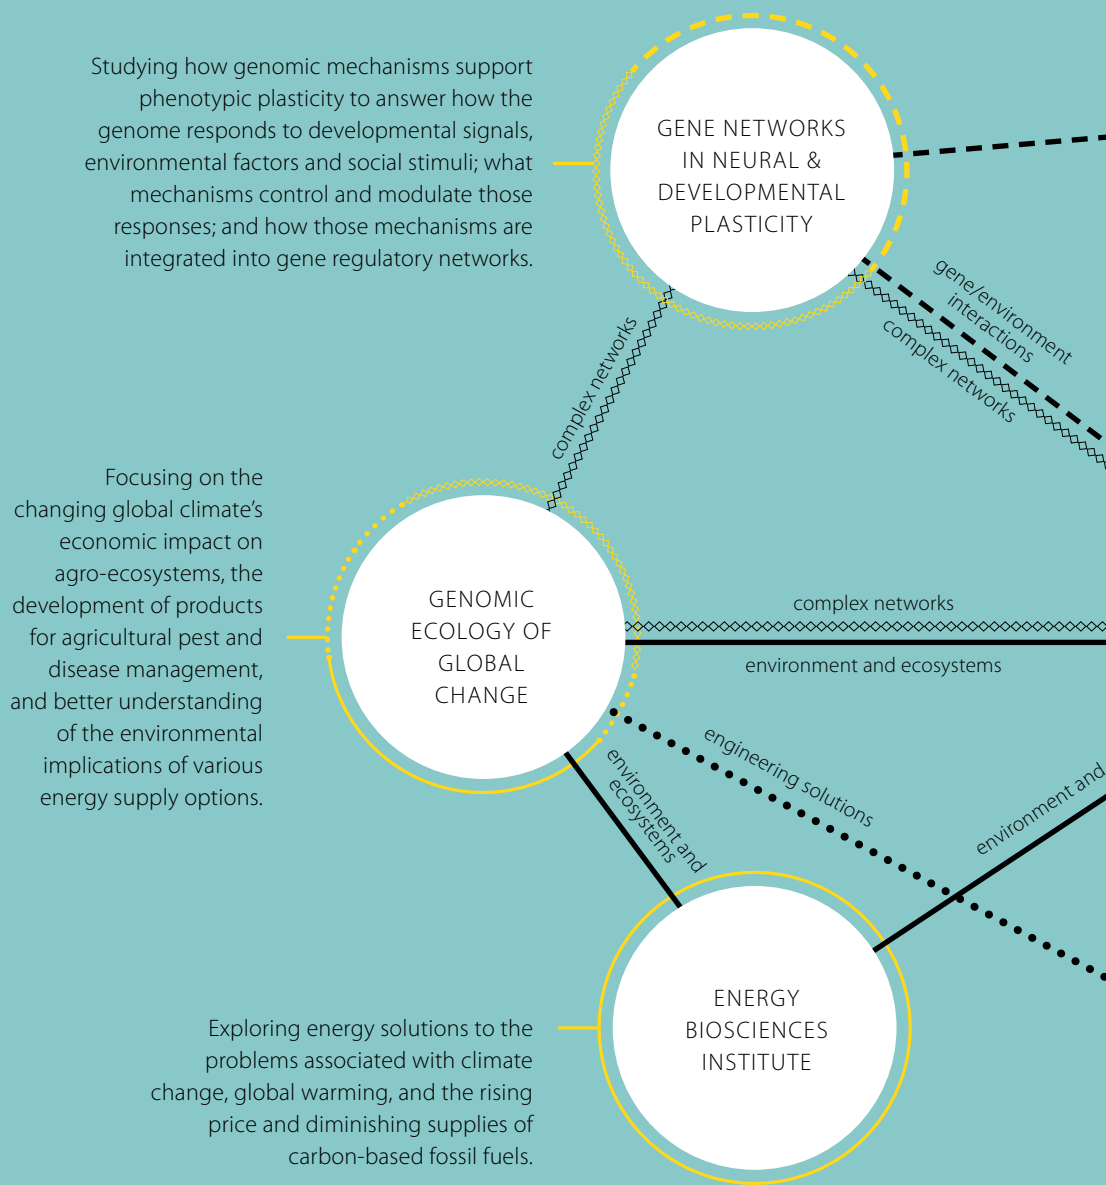 Studying how genomic mechanisms support
phenotypic plasticity to answer how the
genome responds to developmental signals,
environmental factors and social stimuli; what
mechanisms control and modulate those
responses; and how those mechanisms are
integrated into gene regulatory networks.
GENE NETWORKS
IN NEURAL &
DEVELOPMENTAL
PLASTICITY
gene/environment
interactions
complex networks
complex networks
Focusing on the
changing global climate’s
economic impact on
agro-ecosystems, the
development of products
for agricultural pest and
disease management,
and better understanding
of the environmental
implications of various
energy supply options.
GENOMIC
ECOLOGY OF
GLOBAL
CHANGE
complex networks
environment and ecosystems
engineering solutions
environment and
ecosystems
environment and
Exploring energy solutions to the
problems associated with climate
change, global warming, and the rising
price and diminishing supplies of
carbon-based fossil fuels.
ENERGY
BIOSCIENCES
INSTITUTE